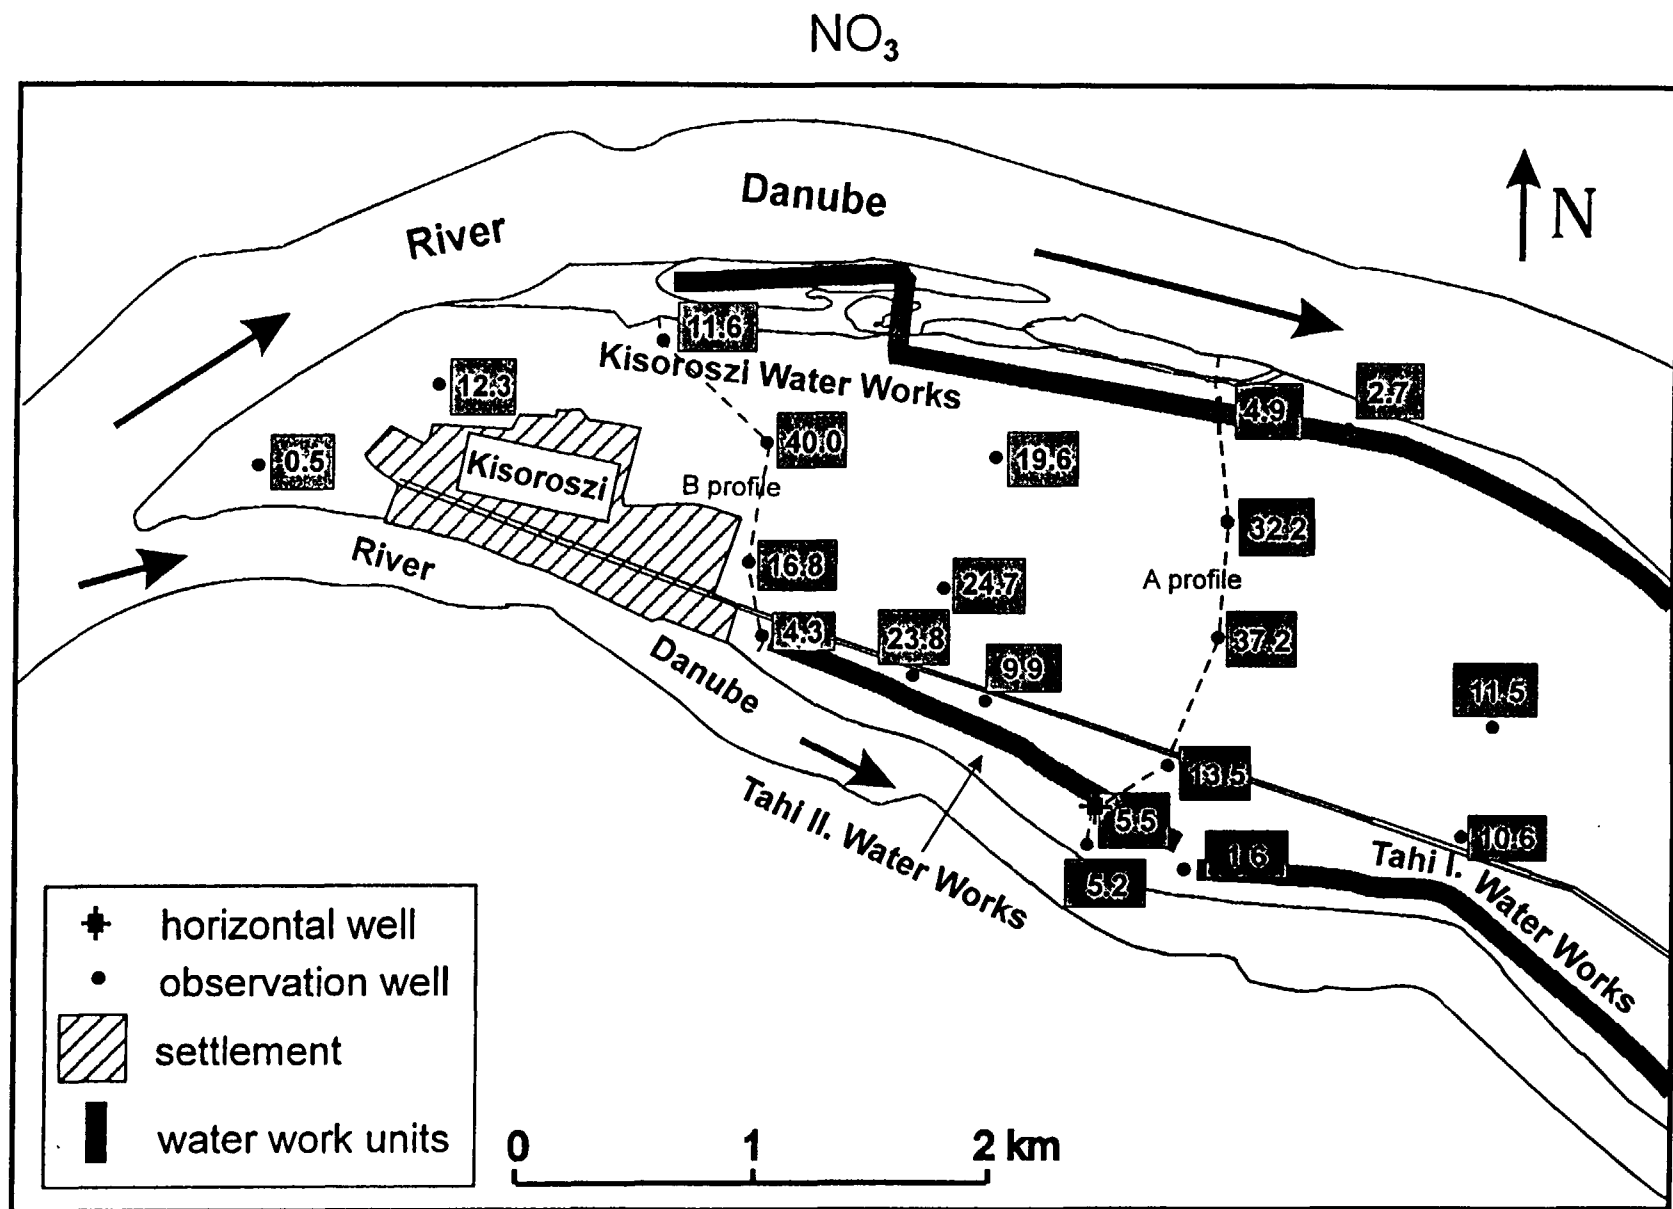 NO₃
Danube
River
N
11.6
Kisoroszi Water Works
12.3
2.7
4.9
40.0
0.5
Kisoroszi
19.6
B profile
32.2
River
16.8
24.7
A profile
4.3
23.8
37.2
Danube
9.9
11.5
13.5
Tahi II. Water Works
5.5
10.6
1.6
Tahi I. Water Works
5.2
horizontal well
observation well
settlement
water work units
0 1 2 km